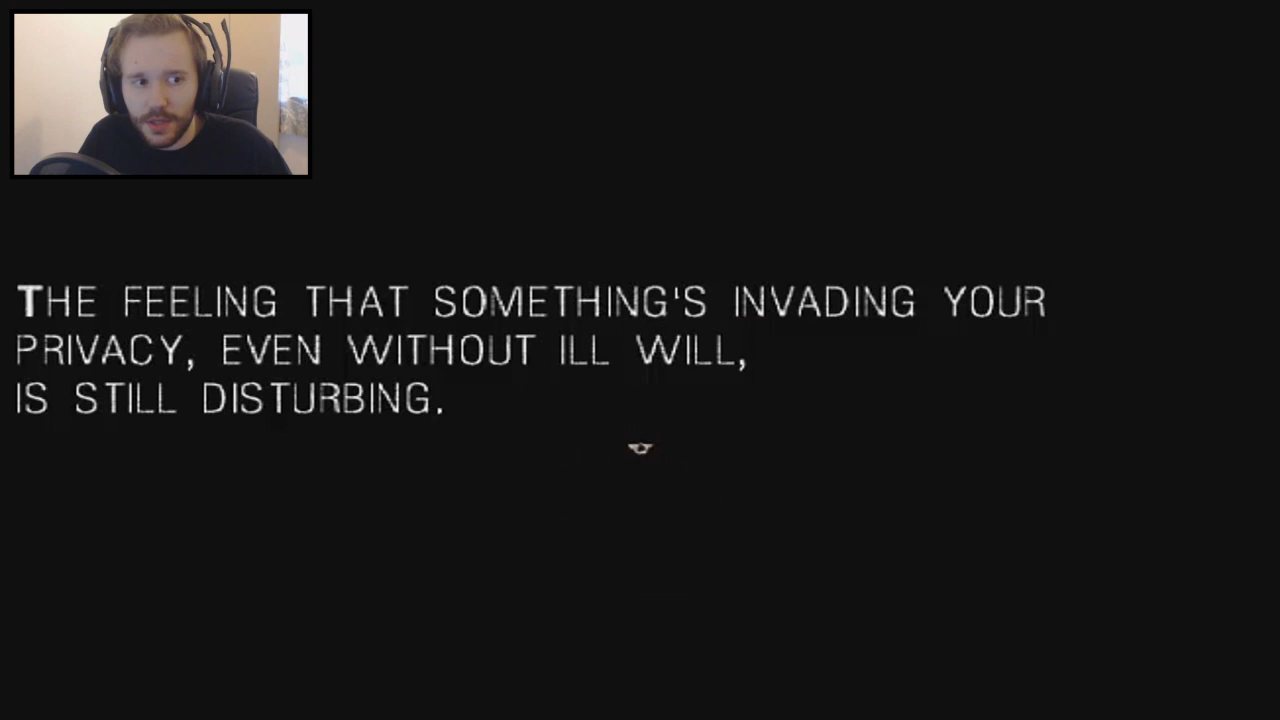 THE FEELING THAT SOMETHING'S INVADING YOUR
PRIVACY, EVEN WITHOUT ILL WILL,
IS STILL DISTURBING.